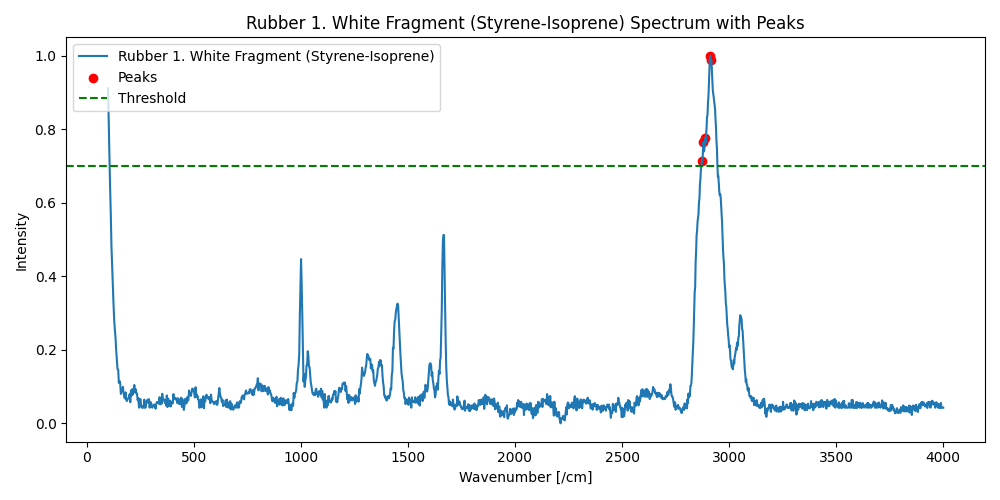 Rubber 1. White Fragment (Styrene-Isoprene) Spectrum with Peaks
Rubber 1. White Fragment (Styrene-Isoprene)
Peaks
Threshold
1.0
0.8
0.6
0.4
0.2
0.0
Intensity
0 500 1000 1500 2000 2500 3000 3500 4000
Wavenumber [/cm]